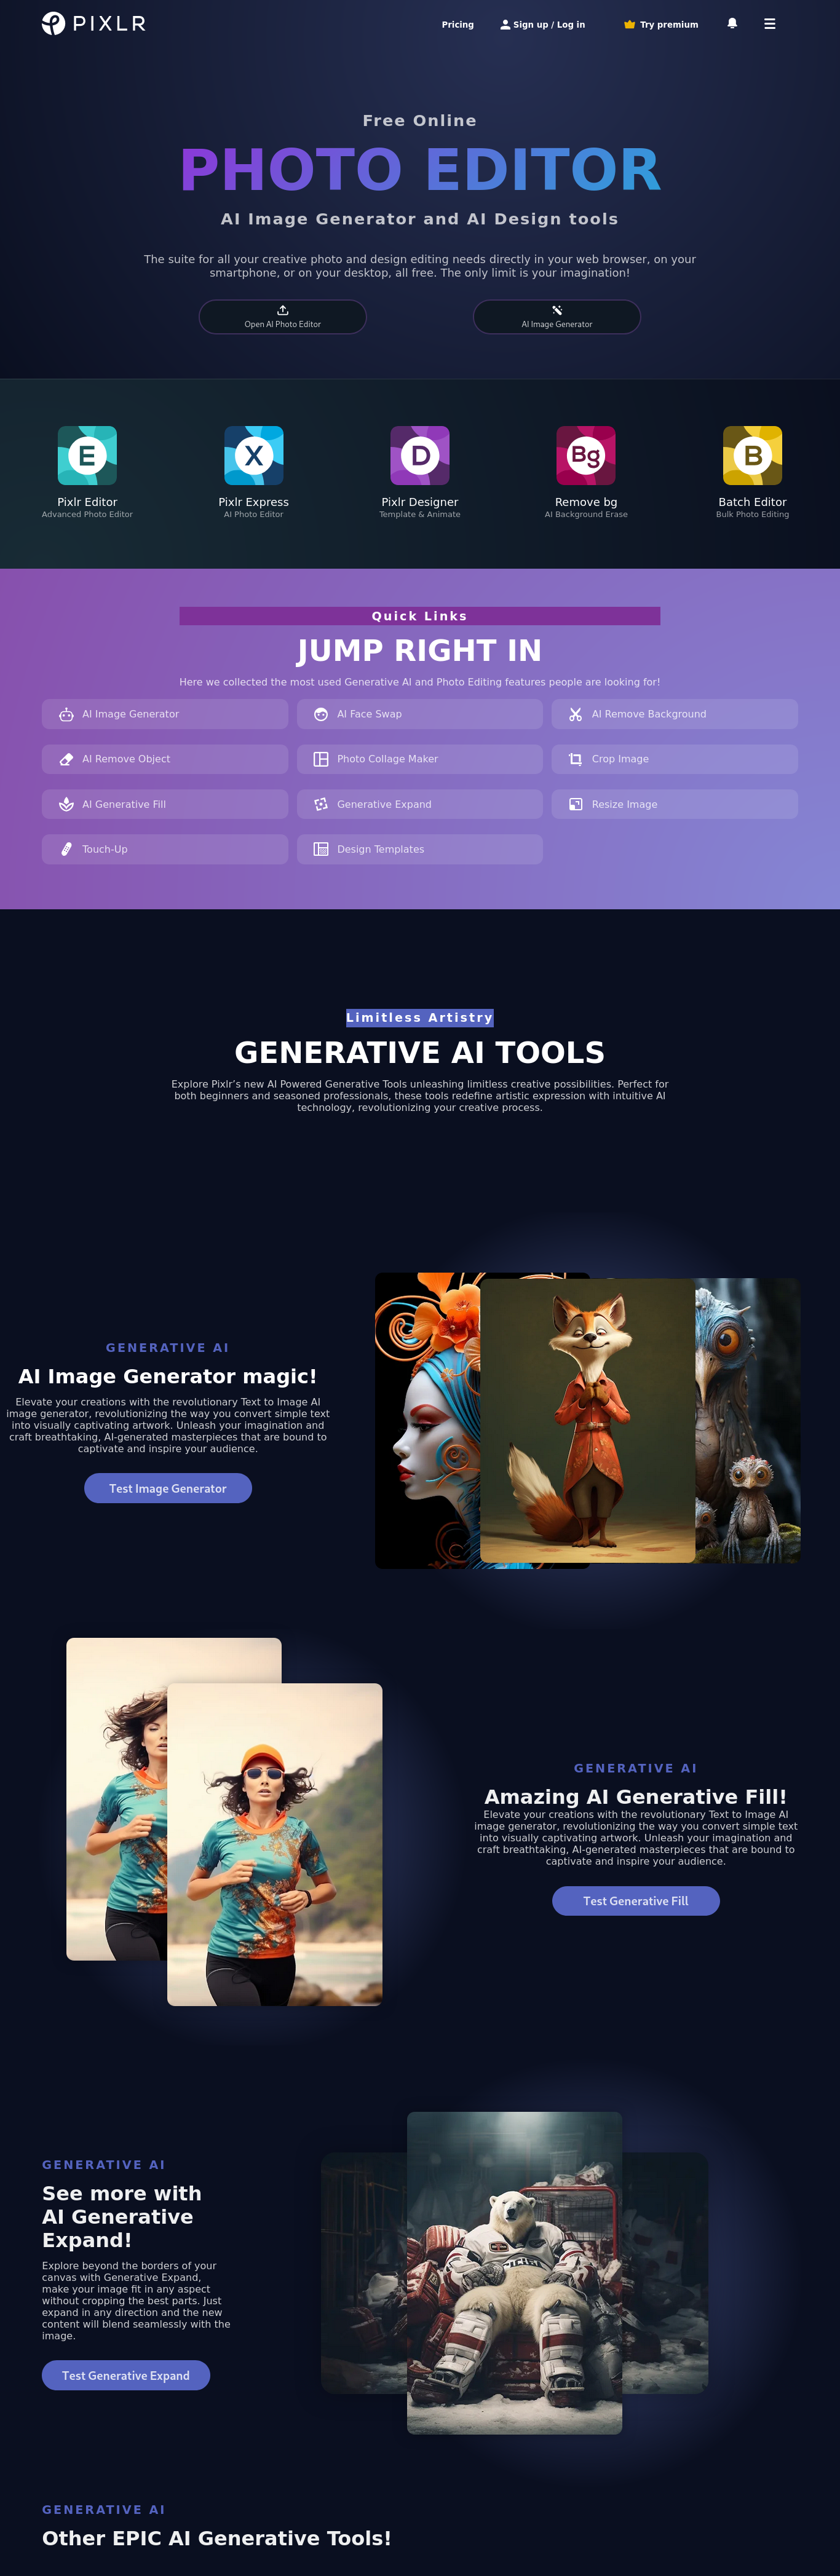 PIXLR
Pricing
Sign up / Log in
Try premium
Free Online
PHOTO EDITOR
AI Image Generator and AI Design tools
The suite for all your creative photo and design editing needs directly in your web browser, on your
smartphone, or on your desktop, all free. The only limit is your imagination!
Open AI Photo Editor
AI Image Generator
E
X
D
Bg
B
Pixlr Editor
Pixlr Express
Pixlr Designer
Remove bg
Batch Editor
Advanced Photo Editor
AI Photo Editor
Template & Animate
AI Background Erase
Bulk Photo Editing
Quick Links
JUMP RIGHT IN
Here we collected the most used Generative AI and Photo Editing features people are looking for!
AI Image Generator
AI Face Swap
AI Remove Background
AI Remove Object
Photo Collage Maker
Crop Image
AI Generative Fill
Generative Expand
Resize Image
Touch-Up
Design Templates
Limitless Artistry
GENERATIVE AI TOOLS
Explore Pixlr’s new AI Powered Generative Tools unleashing limitless creative possibilities. Perfect for
both beginners and seasoned professionals, these tools redefine artistic expression with intuitive AI
technology, revolutionizing your creative process.
GENERATIVE AI
AI Image Generator magic!
Elevate your creations with the revolutionary Text to Image AI
image generator, revolutionizing the way you convert simple text
into visually captivating artwork. Unleash your imagination and
craft breathtaking, AI-generated masterpieces that are bound to
captivate and inspire your audience.
Test Image Generator
GENERATIVE AI
Amazing AI Generative Fill!
Elevate your creations with the revolutionary Text to Image AI
image generator, revolutionizing the way you convert simple text
into visually captivating artwork. Unleash your imagination and
craft breathtaking, AI-generated masterpieces that are bound to
captivate and inspire your audience.
Test Generative Fill
GENERATIVE AI
See more with
AI Generative
Expand!
Explore beyond the borders of your
canvas with Generative Expand,
make your image fit in any aspect
without cropping the best parts. Just
expand in any direction and the new
content will blend seamlessly with the
image.
Test Generative Expand
GENERATIVE AI
Other EPIC AI Generative Tools!